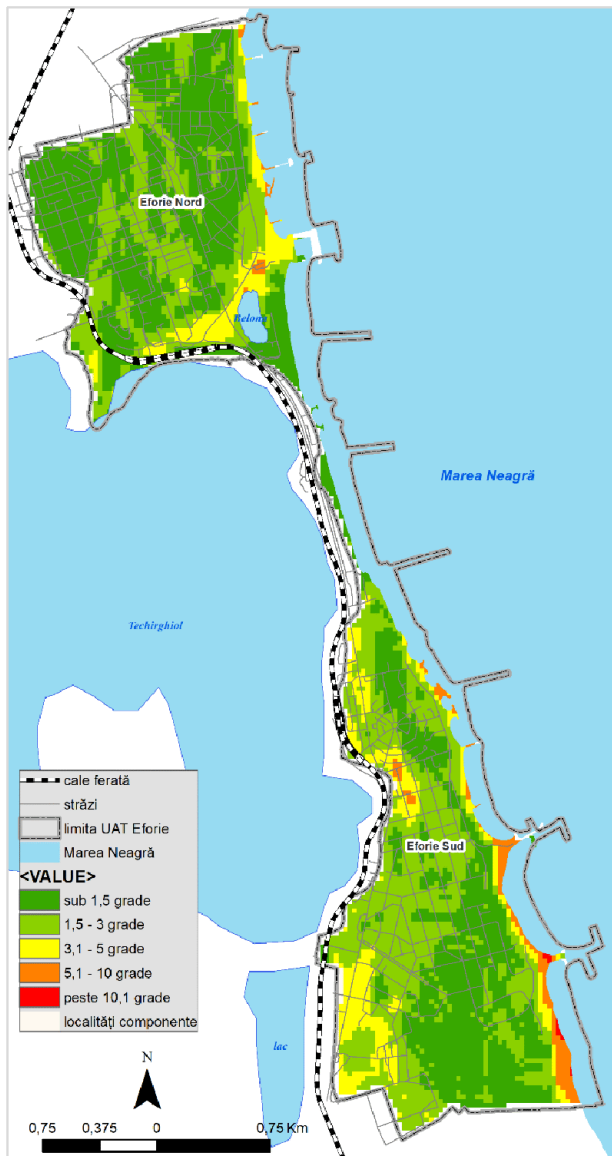 Eforie Nord
Belona
Marea Neagră
Techirghiol
cale ferată
străzi
limita UAT Eforie
Marea Neagră
<VALUE>
sub 1,5 grade
1,5 - 3 grade
3,1 - 5 grade
5,1 - 10 grade
peste 10,1 grade
localități componente
Eforie Sud
lac
N
0,75 0,375 0 0,75 Km